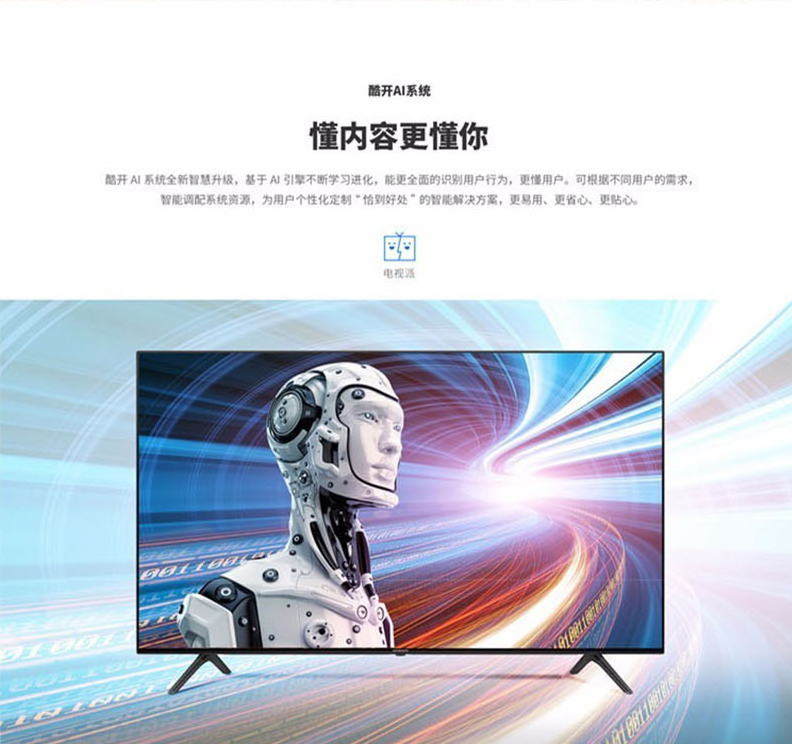 酷开AI系统
懂内容更懂你
酷开 AI 系统全新智慧升级，基于 AI 引擎不断学习进化，能更全面的识别用户行为，更懂用户。可根据不同用户的需求，
智能调配系统资源，为用户个性化定制“恰到好处”的智能解决方案，更易用、更省心、更贴心。
电视派